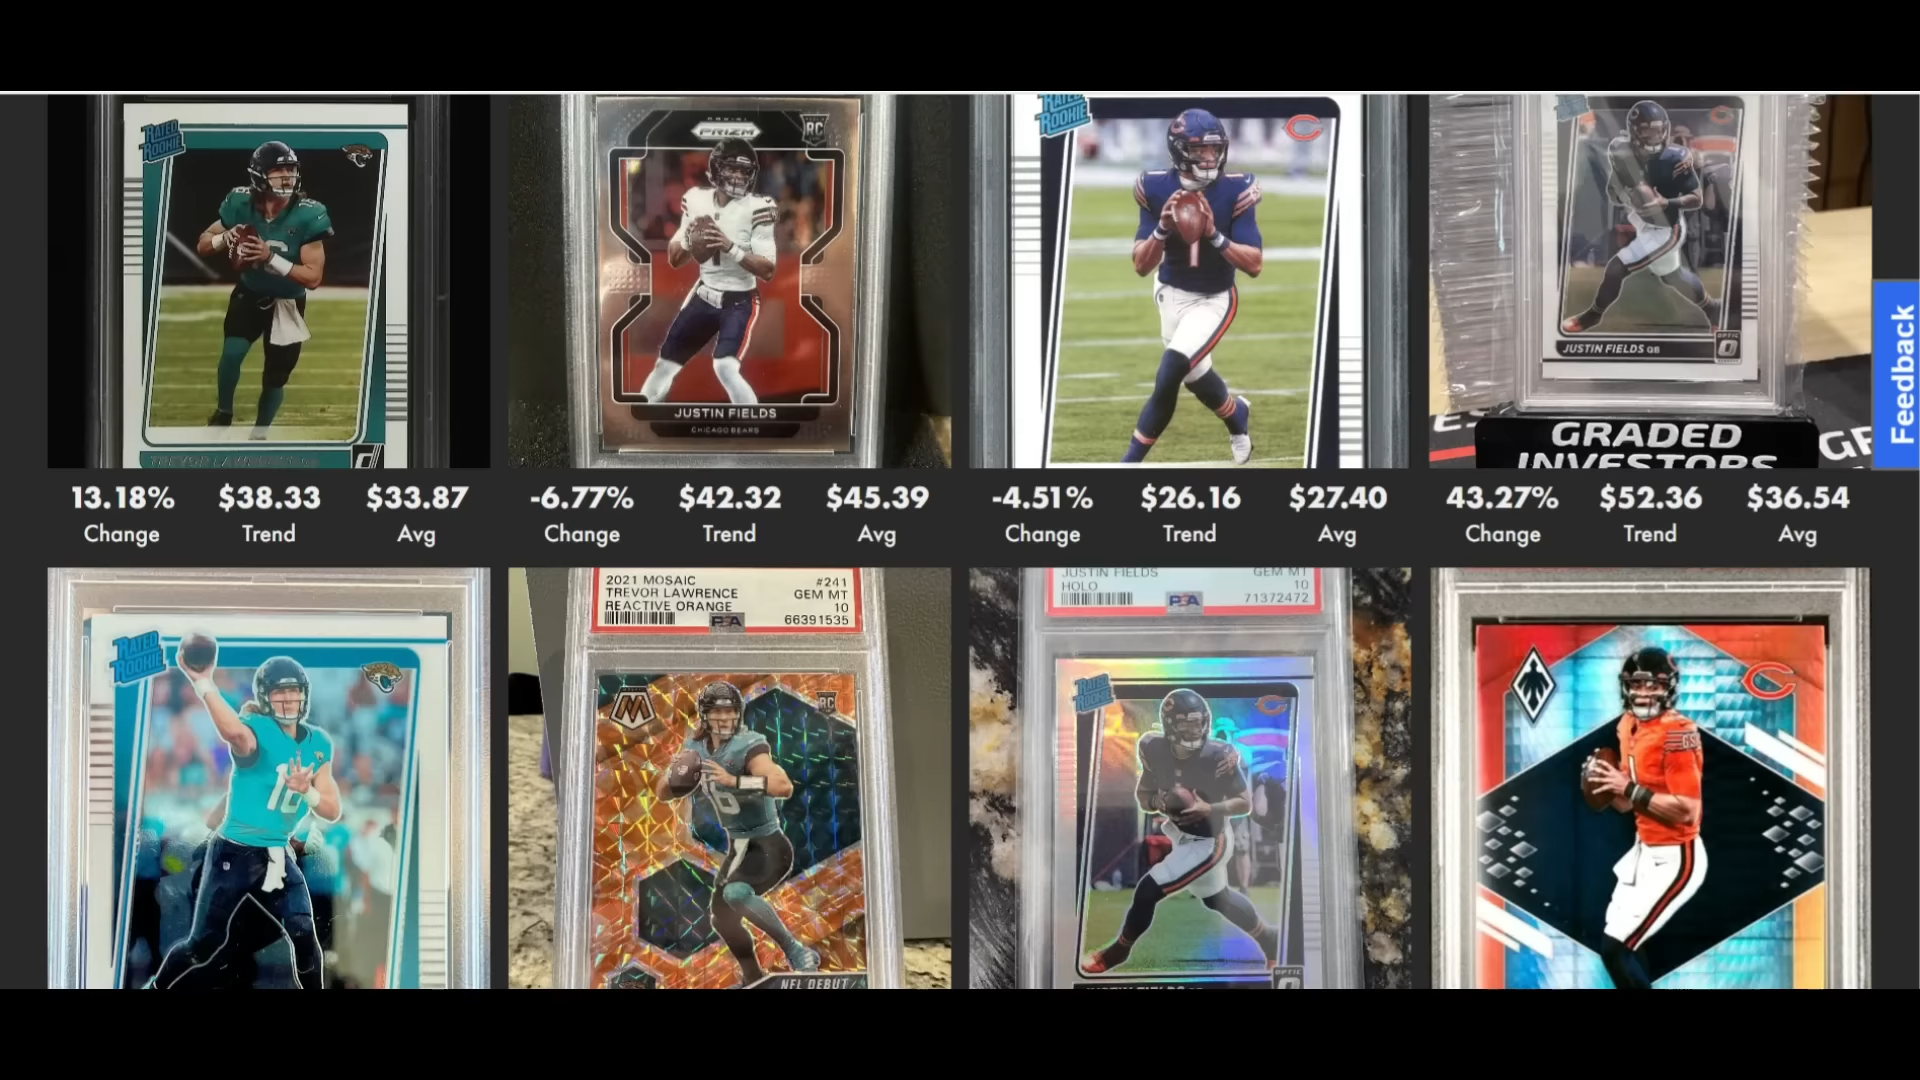 RATED
ROOKIE
PRIZM
RC
JUSTIN FIELDS
CHICAGO BEARS
RATED
ROOKIE
JUSTIN FIELDS QB
OPTIC
GRADED
INVESTORS
Feedback
13.18% $38.33 $33.87
Change Trend Avg
-6.77% $42.32 $45.39
Change Trend Avg
-4.51% $26.16 $27.40
Change Trend Avg
43.27% $52.36 $36.54
Change Trend Avg
RATED
ROOKIE
16
2021 MOSAIC #241
TREVOR LAWRENCE GEM MT
REACTIVE ORANGE 10
PSA 66391535
RC
NFL DEBUT
JUSTIN FIELDS GEM MT
HOLO 10
PSA 71372472
RATED
ROOKIE
OPTIC